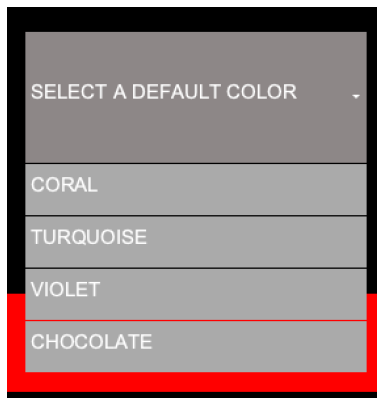 SELECT A DEFAULT COLOR
CORAL
TURQUOISE
VIOLET
CHOCOLATE